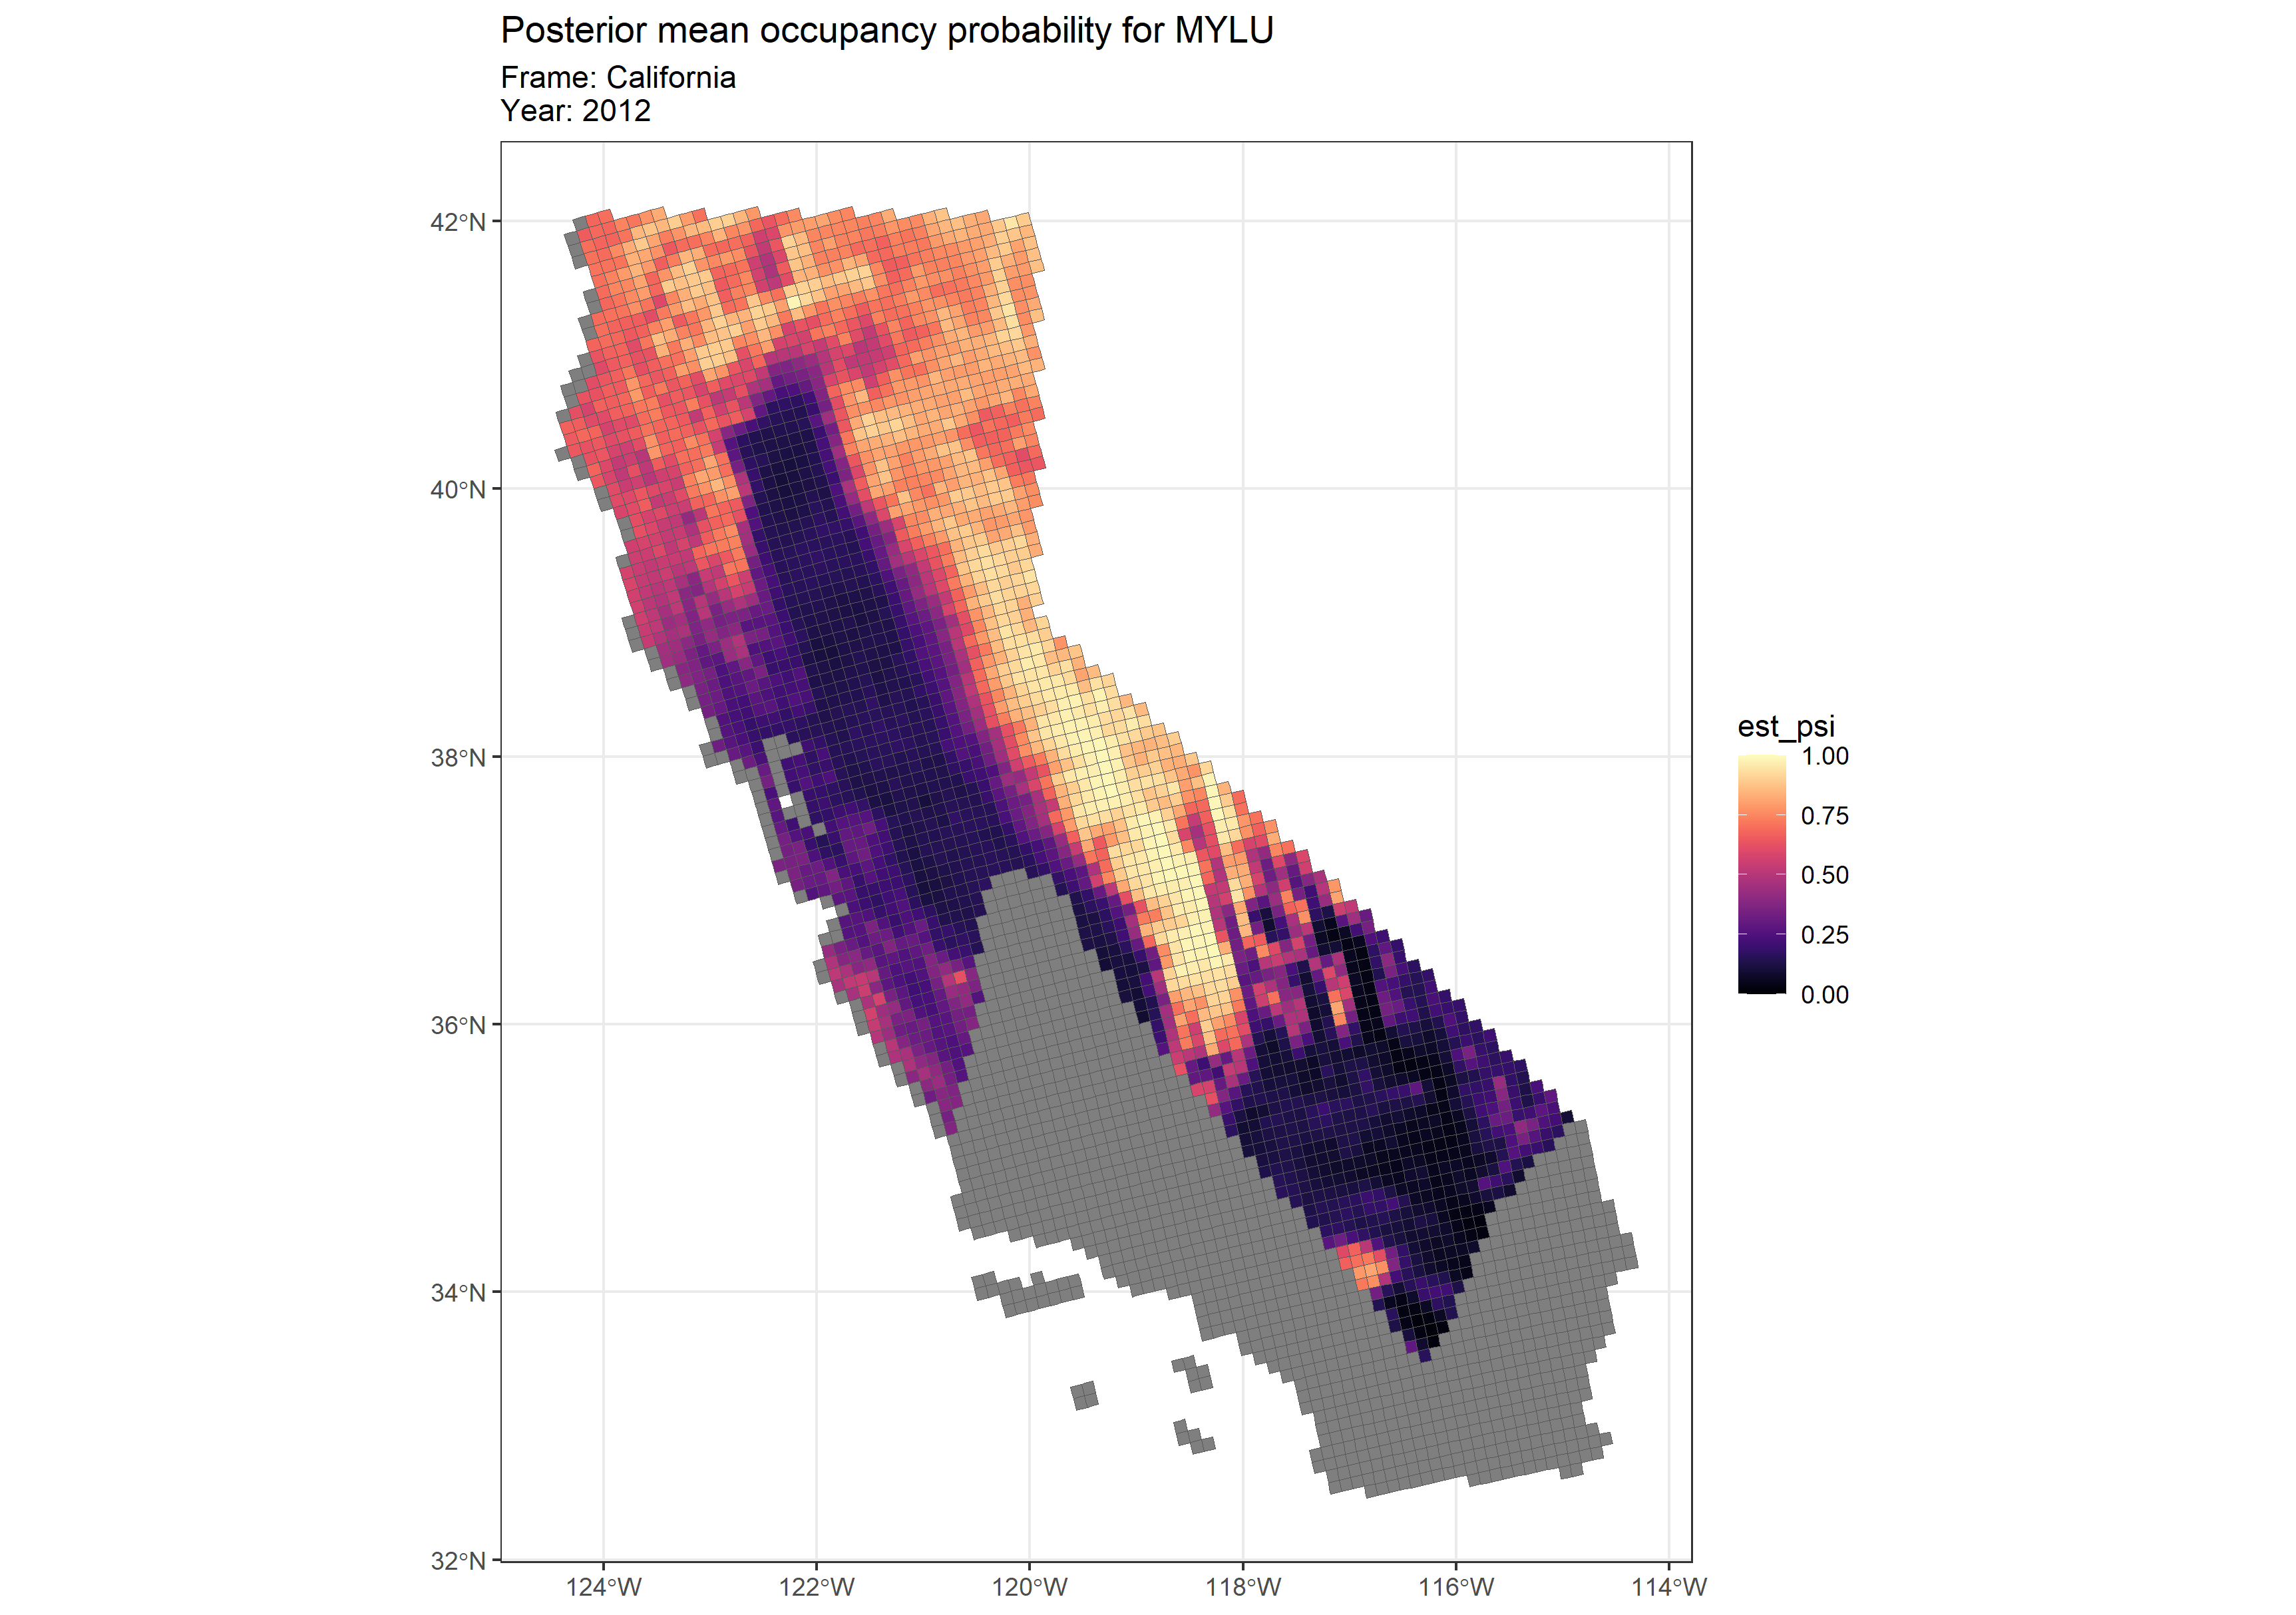 Posterior mean occupancy probability for MYLU
Frame: California
Year: 2012
42°N
40°N
38°N
36°N
34°N
32°N
124°W 122°W 120°W 118°W 116°W 114°W
est_psi
1.00
0.75
0.50
0.25
0.00